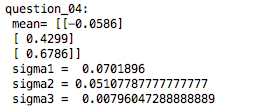 question_04:
mean= [[-0.0586]
[ 0.4299]
[ 0.6786]]
sigma1 =  0.0701896
sigma2 = 0.05107787777777777
sigma3 =  0.00796047288888889